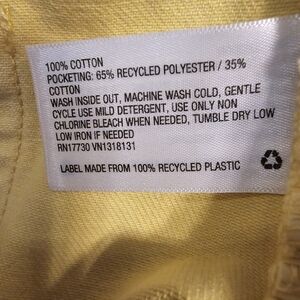 100% COTTON
POCKETING: 65% RECYCLED POLYESTER / 35%
COTTON
WASH INSIDE OUT, MACHINE WASH COLD, GENTLE
CYCLE USE MILD DETERGENT, USE ONLY NON
CHLORINE BLEACH WHEN NEEDED, TUMBLE DRY LOW
LOW IRON IF NEEDED
RN17730 VN1318131
LABEL MADE FROM 100% RECYCLED PLASTIC